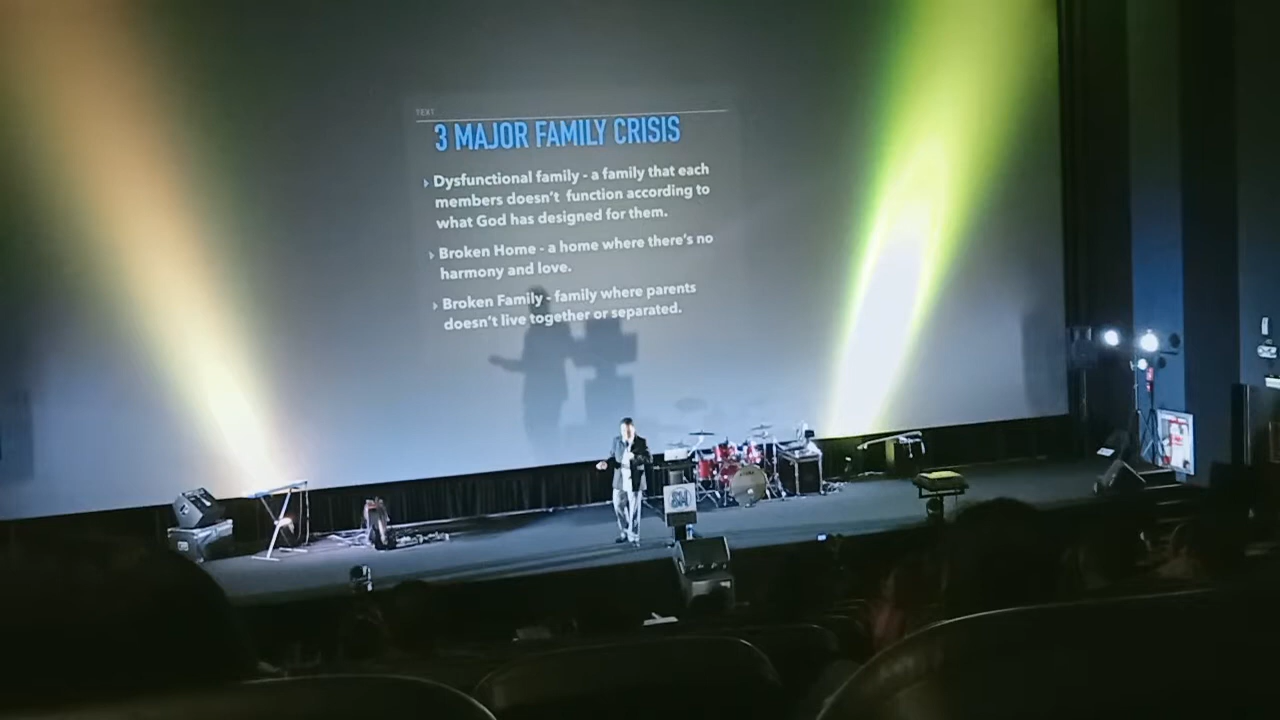 TEXT
3 MAJOR FAMILY CRISIS
Dysfunctional family - a family that each
members doesn't function according to
what God has designed for them.
Broken Home - a home where there's no
harmony and love.
Broken Family - family where parents
doesn't live together or separated.